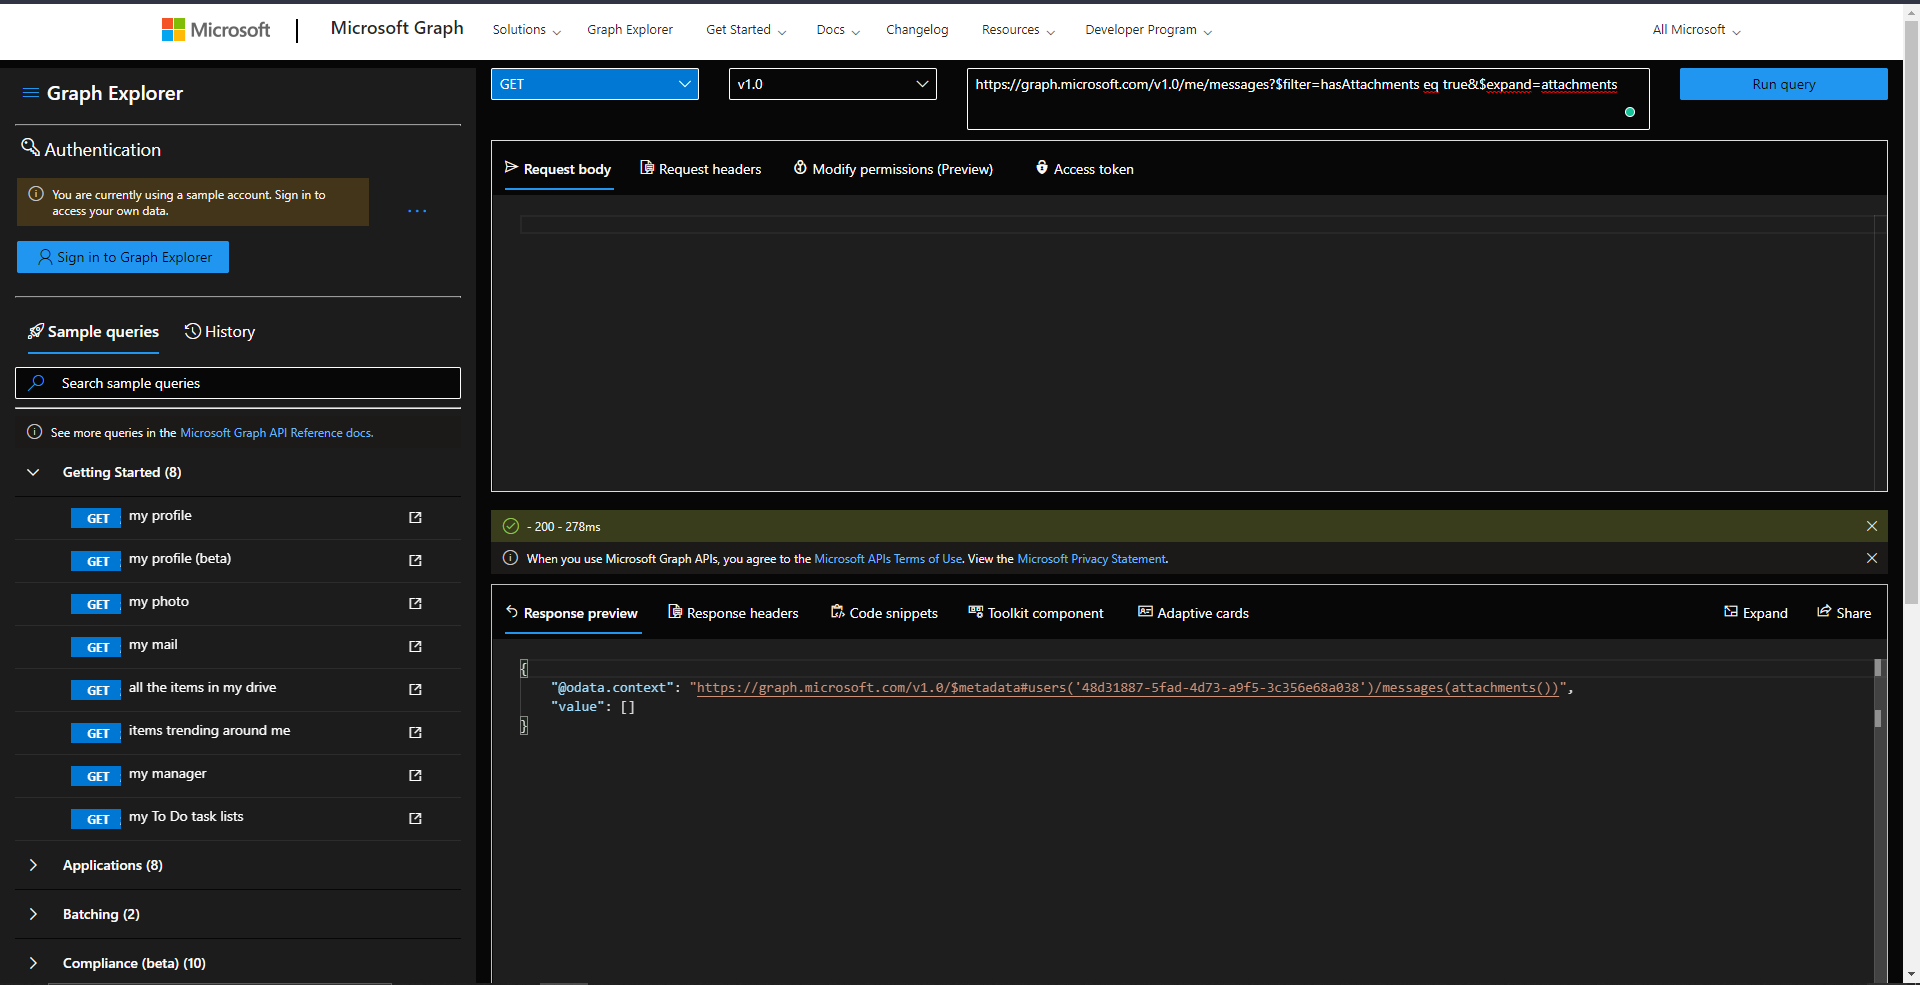 Microsoft
Microsoft Graph
Solutions
Graph Explorer
Get Started
Docs
Changelog
Resources
Developer Program
All Microsoft
Graph Explorer
Authentication
You are currently using a sample account. Sign in to
access your own data.
...
Sign in to Graph Explorer
Sample queries
History
Search sample queries
See more queries in the Microsoft Graph API Reference docs.
Getting Started (8)
GET my profile
GET my profile (beta)
GET my photo
GET my mail
GET all the items in my drive
GET items trending around me
GET my manager
GET my To Do task lists
Applications (8)
Batching (2)
Compliance (beta) (10)
GET
v1.0
https://graph.microsoft.com/v1.0/me/messages?$filter=hasAttachments eq true&$expand=attachments
Run query
Request body
Request headers
Modify permissions (Preview)
Access token
- 200 - 278ms
When you use Microsoft Graph APIs, you agree to the Microsoft APIs Terms of Use. View the Microsoft Privacy Statement.
Response preview
Response headers
Code snippets
Toolkit component
Adaptive cards
Expand
Share
{
"@odata.context": "https://graph.microsoft.com/v1.0/$metadata#users('48d31887-5fad-4d73-a9f5-3c356e68a038')/messages(attachments())",
"value": []
}